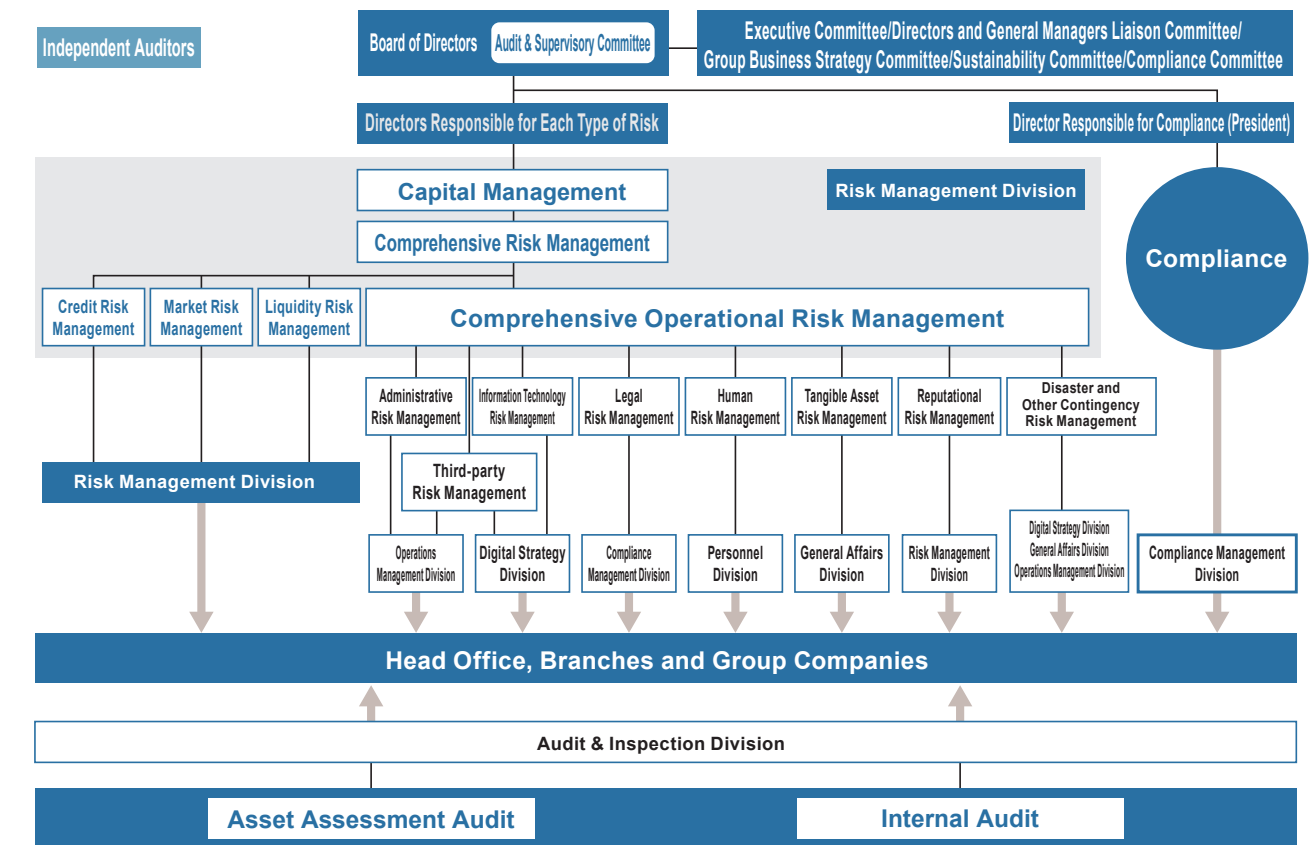 Independent Auditors
Board of Directors
Audit & Supervisory Committee
Executive Committee/Directors and General Managers Liaison Committee/
Group Business Strategy Committee/Sustainability Committee/Compliance Committee
Directors Responsible for Each Type of Risk
Director Responsible for Compliance (President)
Capital Management
Risk Management Division
Comprehensive Risk Management
Compliance
Credit Risk
Management
Market Risk
Management
Liquidity Risk
Management
Comprehensive Operational Risk Management
Administrative
Risk Management
Information Technology
Risk Management
Legal
Risk Management
Human
Risk Management
Tangible Asset
Risk Management
Reputational
Risk Management
Disaster and
Other Contingency
Risk Management
Third-party
Risk Management
Risk Management Division
Operations
Management Division
Digital Strategy
Division
Compliance
Management Division
Personnel
Division
General Affairs
Division
Risk Management
Division
Digital Strategy Division
General Affairs Division
Operations Management Division
Compliance Management
Division
Head Office, Branches and Group Companies
Audit & Inspection Division
Asset Assessment Audit
Internal Audit